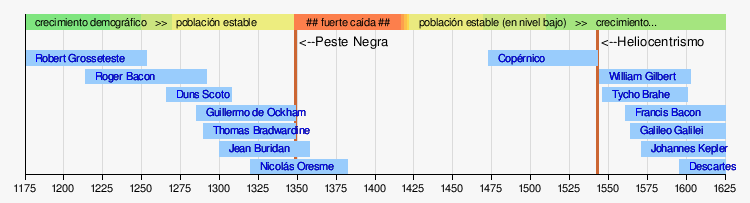 crecimiento demográfico >> población estable ## fuerte caída ## población estable (en nivel bajo) >> crecimiento...
<--Peste Negra <--Heliocentrismo
Robert Grosseteste Copérnico
Roger Bacon William Gilbert
Duns Scoto Tycho Brahe
Guillermo de Ockham Francis Bacon
Thomas Bradwardine Galileo Galilei
Jean Buridan Johannes Kepler
Nicolás Oresme Descartes
1175 1200 1225 1250 1275 1300 1325 1350 1375 1400 1425 1450 1475 1500 1525 1550 1575 1600 1625